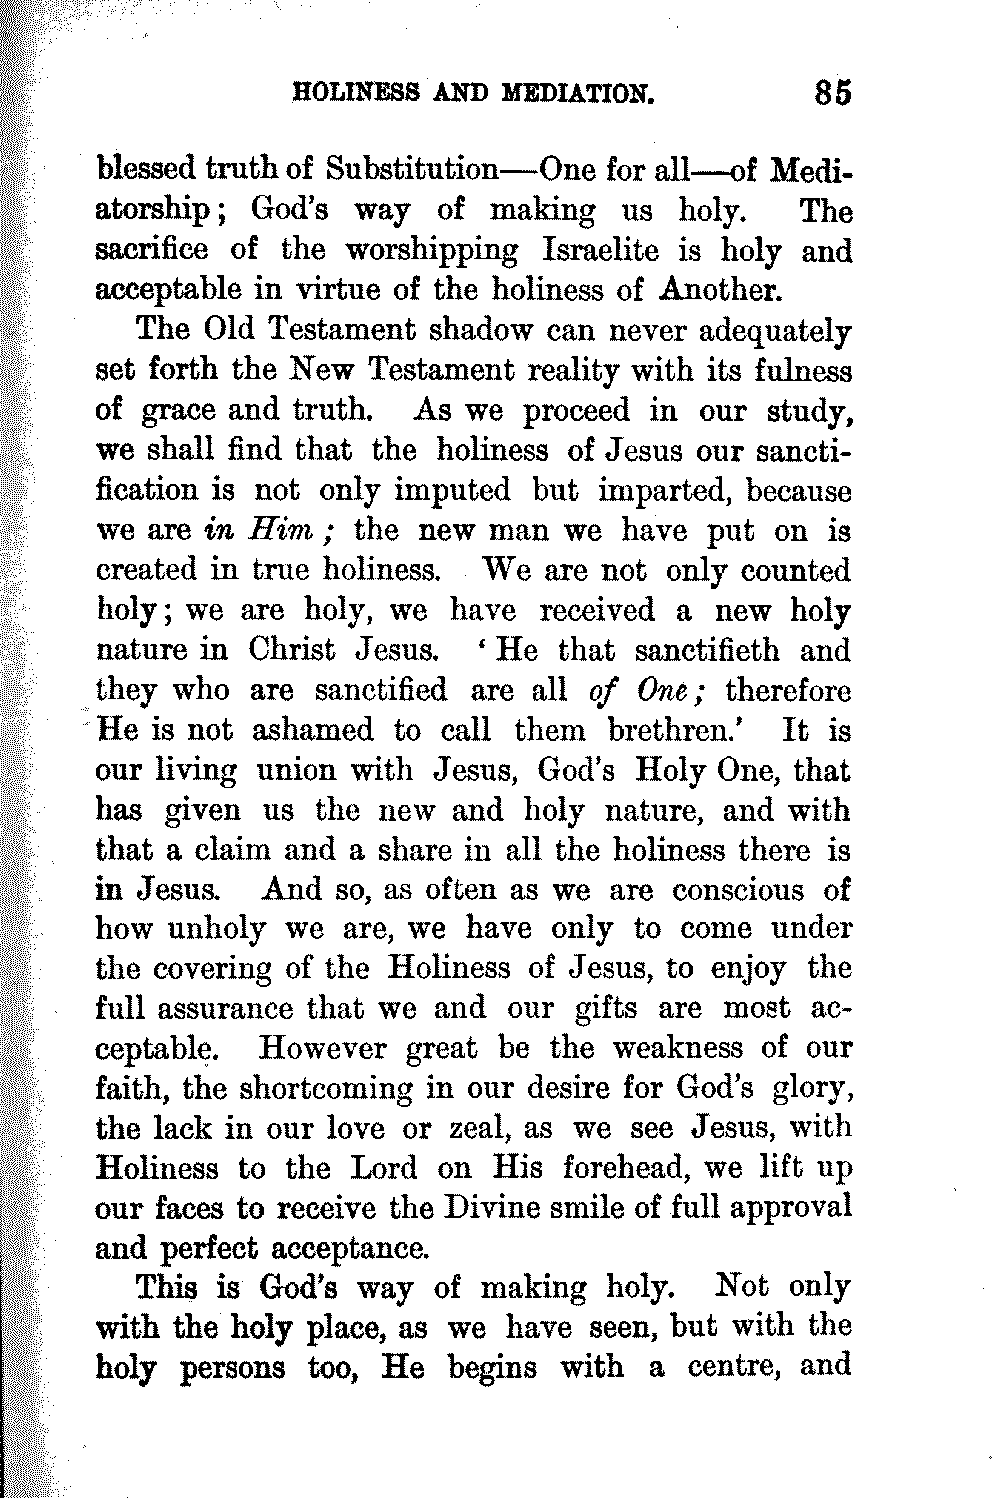 HOLINESS AND MEDIATION. 85
blessed truth of Substitution—One for all—of Medi-
atorship; God's way of making us holy. The
sacrifice of the worshipping Israelite is holy and
acceptable in virtue of the holiness of Another.
The Old Testament shadow can never adequately
set forth the New Testament reality with its fulness
of grace and truth. As we proceed in our study,
we shall find that the holiness of Jesus our sancti-
fication is not only imputed but imparted, because
we are in Him; the new man we have put on is
created in true holiness. We are not only counted
holy; we are holy, we have received a new holy
nature in Christ Jesus. ‘He that sanctifieth and
they who are sanctified are all of One; therefore
He is not ashamed to call them brethren.’ It is
our living union with Jesus, God's Holy One, that
has given us the new and holy nature, and with
that a claim and a share in all the holiness there is
in Jesus. And so, as often as we are conscious of
how unholy we are, we have only to come under
the covering of the Holiness of Jesus, to enjoy the
full assurance that we and our gifts are most ac-
ceptable. However great be the weakness of our
faith, the shortcoming in our desire for God's glory,
the lack in our love or zeal, as we see Jesus, with
Holiness to the Lord on His forehead, we lift up
our faces to receive the Divine smile of full approval
and perfect acceptance.
This is God's way of making holy. Not only
with the holy place, as we have seen, but with the
holy persons too, He begins with a centre, and